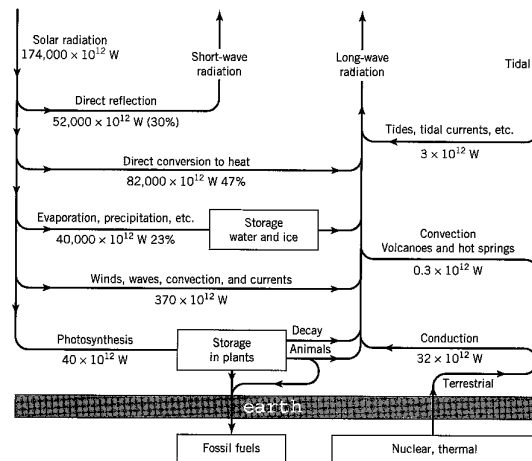 Solar radiation
174,000 × 10¹² W
Short-wave
radiation
Long-wave
radiation
Tidal
Direct reflection
52,000 × 10¹² W (30%)
Tides, tidal currents, etc.
3 × 10¹² W
Direct conversion to heat
82,000 × 10¹² W 47%
Evaporation, precipitation, etc.
40,000 × 10¹² W 23%
Storage
water and ice
Convection
Volcanoes and hot springs
0.3 × 10¹² W
Winds, waves, convection, and currents
370 × 10¹² W
Photosynthesis
40 × 10¹² W
Storage
in plants
Decay
Animals
Conduction
32 × 10¹² W
Terrestrial
earth
Fossil fuels
Nuclear, thermal